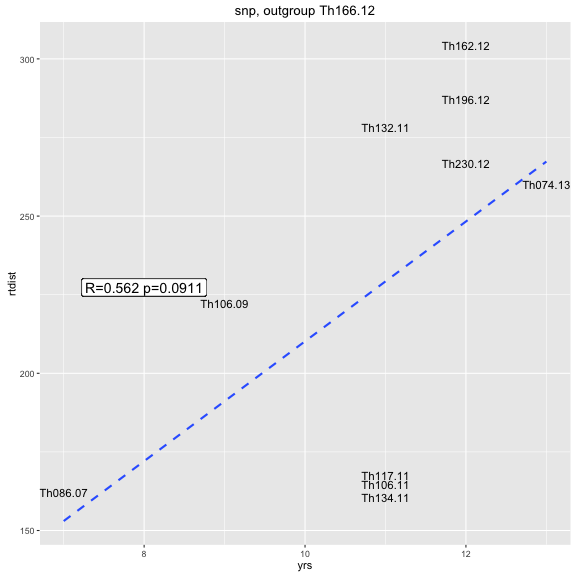 snp, outgroup Th166.12
Th162.12
300
Th196.12
Th132.11
Th230.12
Th074.13
250
rtdist
R=0.562 p=0.0911
Th106.09
200
Th117.11
Th106.11
Th086.07
Th134.11
150
8
10
12
yrs